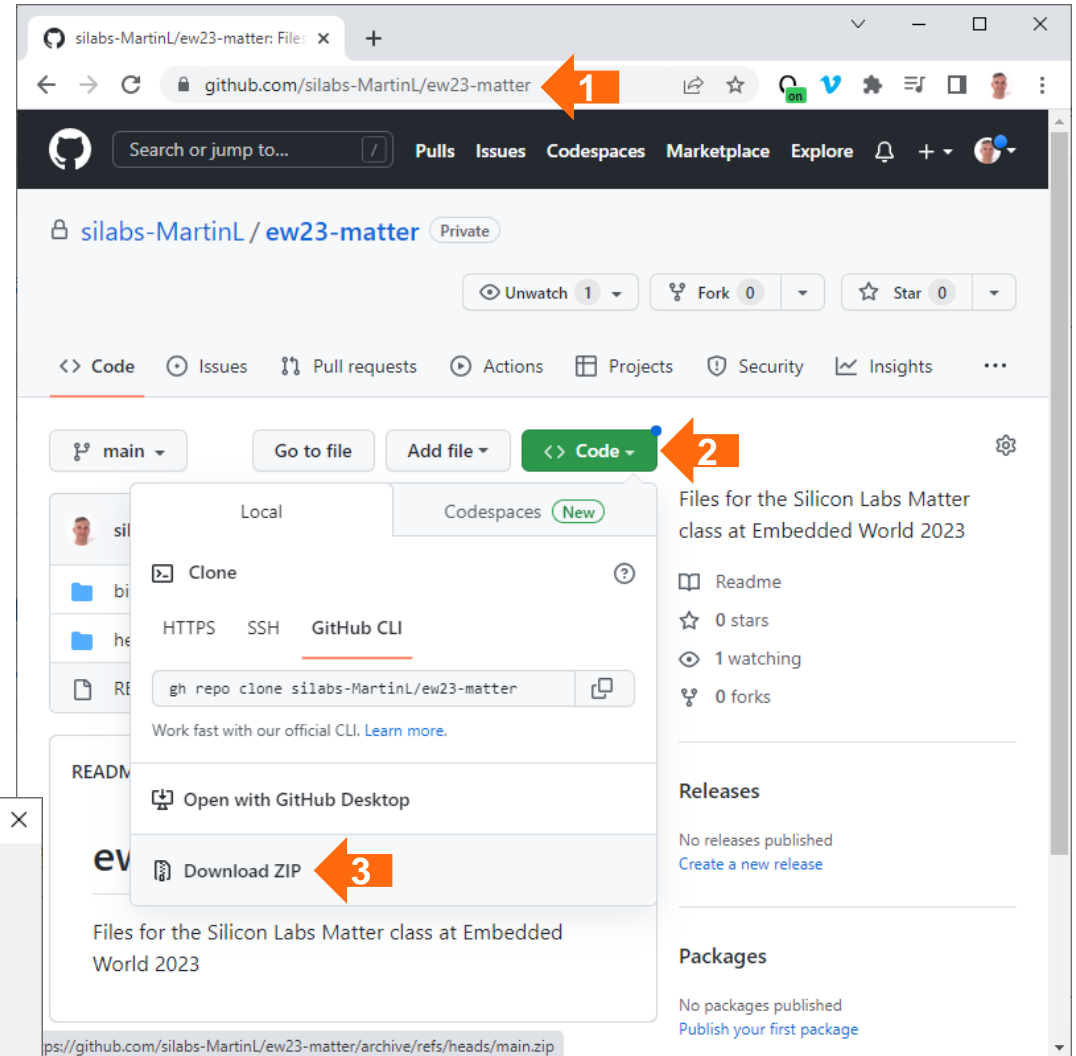 silabs-MartinL/ew23-matter: Files
github.com/silabs-MartinL/ew23-matter
1
on
Search or jump to... /
Pulls Issues Codespaces Marketplace Explore
silabs-MartinL / ew23-matter Private
Unwatch 1
Fork 0
Star 0
<> Code Issues Pull requests Actions Projects Security Insights ...
main
Go to file
Add file
<> Code
2
Local
Codespaces New
Clone
HTTPS SSH GitHub CLI
gh repo clone silabs-MartinL/ew23-matter
Work fast with our official CLI. Learn more.
Open with GitHub Desktop
Download ZIP
3
sil
bi
he
RE
READM
ew
Files for the Silicon Labs Matter class at Embedded
World 2023
Files for the Silicon Labs Matter
class at Embedded World 2023
Readme
0 stars
1 watching
0 forks
Releases
No releases published
Create a new release
Packages
No packages published
Publish your first package
ps://github.com/silabs-MartinL/ew23-matter/archive/refs/heads/main.zip